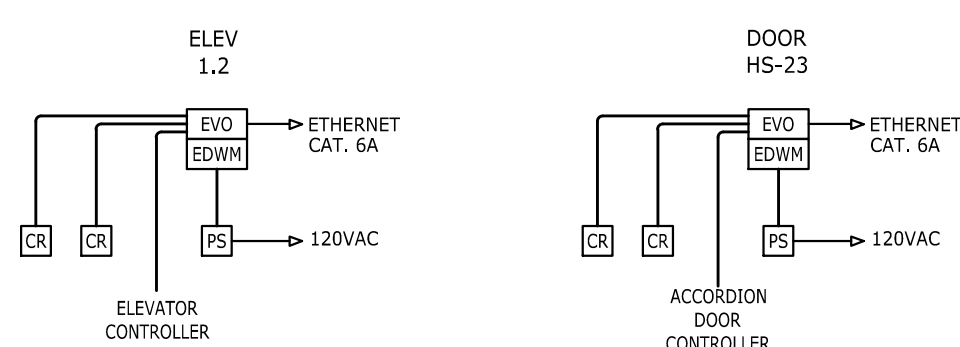 ELEV
1.2
EVO
EDWM
ETHERNET
CAT. 6A
CR
CR
PS
120VAC
ELEVATOR
CONTROLLER
DOOR
HS-23
EVO
EDWM
ETHERNET
CAT. 6A
CR
CR
PS
120VAC
ACCORDION
DOOR
CONTROLLER